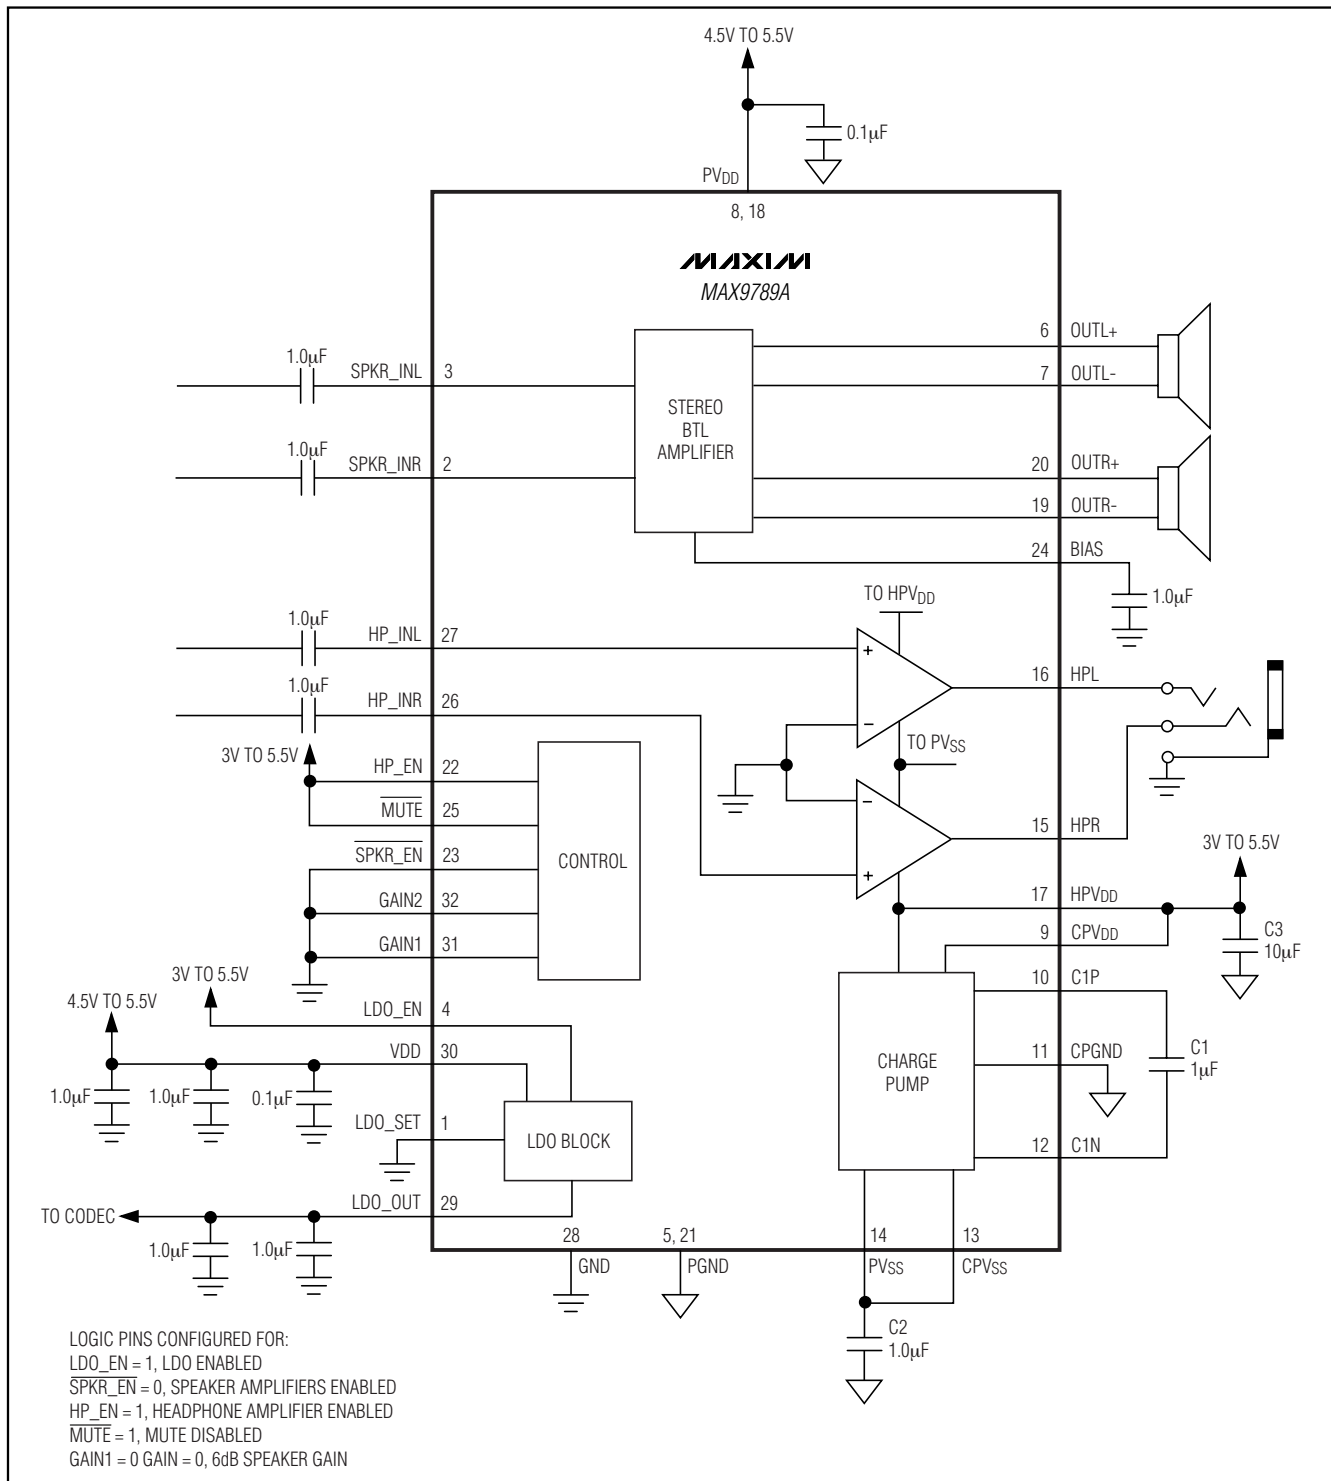 4.5V TO 5.5V
0.1µF
PVDD
8, 18
MAXIM
MAX9789A
1.0µF
SPKR_INL
3
6
OUTL+
7
OUTL-
STEREO
BTL
AMPLIFIER
1.0µF
SPKR_INR
2
20
OUTR+
19
OUTR-
24
BIAS
1.0µF
TO HPVDD
1.0µF
HP_INL
27
+
−
16
HPL
1.0µF
HP_INR
26
TO PVSS
3V TO 5.5V
HP_EN
22
MUTE
25
SPKR_EN
23
GAIN2
32
GAIN1
31
CONTROL
−
+
15
HPR
3V TO 5.5V
17
HPVDD
9
CPVDD
C3
10µF
10
C1P
11
CPGND
C1
1µF
12
C1N
CHARGE
PUMP
3V TO 5.5V
4.5V TO 5.5V
LDO_EN
4
VDD
30
1.0µF
1.0µF
0.1µF
LDO_SET
1
LDO BLOCK
LDO_OUT
29
TO CODEC
1.0µF
1.0µF
28
GND
5, 21
PGND
14
PVSS
13
CPVSS
C2
1.0µF
LOGIC PINS CONFIGURED FOR:
LDO_EN = 1, LDO ENABLED
SPKR_EN = 0, SPEAKER AMPLIFIERS ENABLED
HP_EN = 1, HEADPHONE AMPLIFIER ENABLED
MUTE = 1, MUTE DISABLED
GAIN1 = 0 GAIN = 0, 6dB SPEAKER GAIN